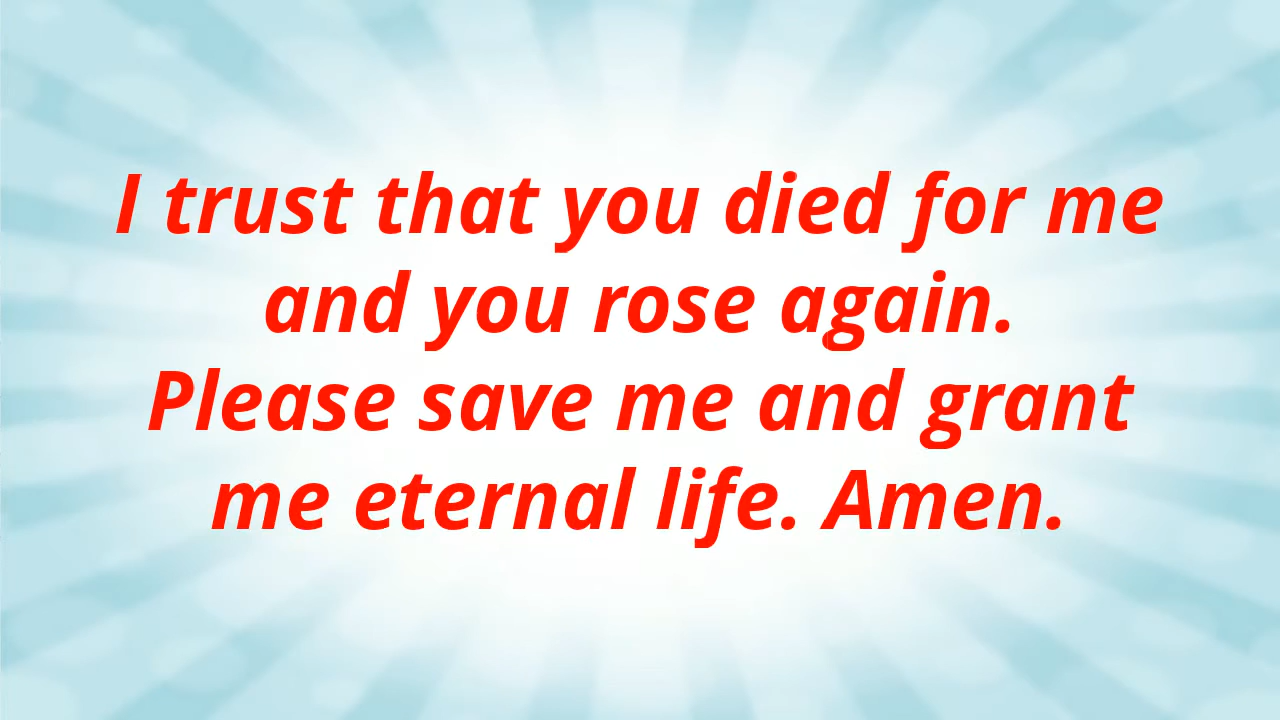 I trust that you died for me
and you rose again.
Please save me and grant
me eternal life. Amen.